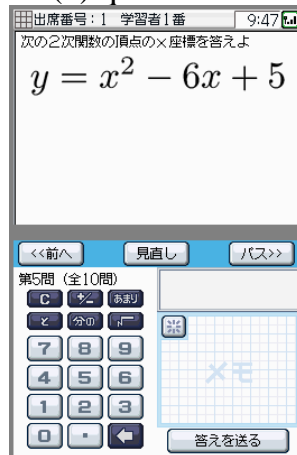 出席番号：1 学習者1番 9:47
次の2次関数の頂点のx座標を答えよ
y = x² − 6x + 5
<<前へ 見直し パス>>
第5問 (全10問)
C +/- あまり
と 分の √
7 8 9
4 5 6
1 2 3
0 ・
メモ
答えを送る